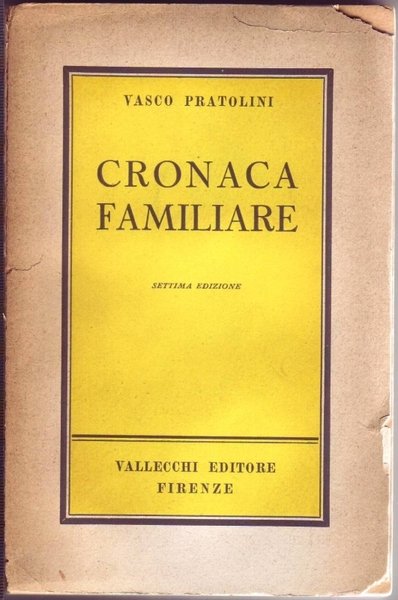 VASCO PRATOLINI
CRONACA
FAMILIARE
SETTIMA EDIZIONE
VALLECCHI EDITORE
FIRENZE